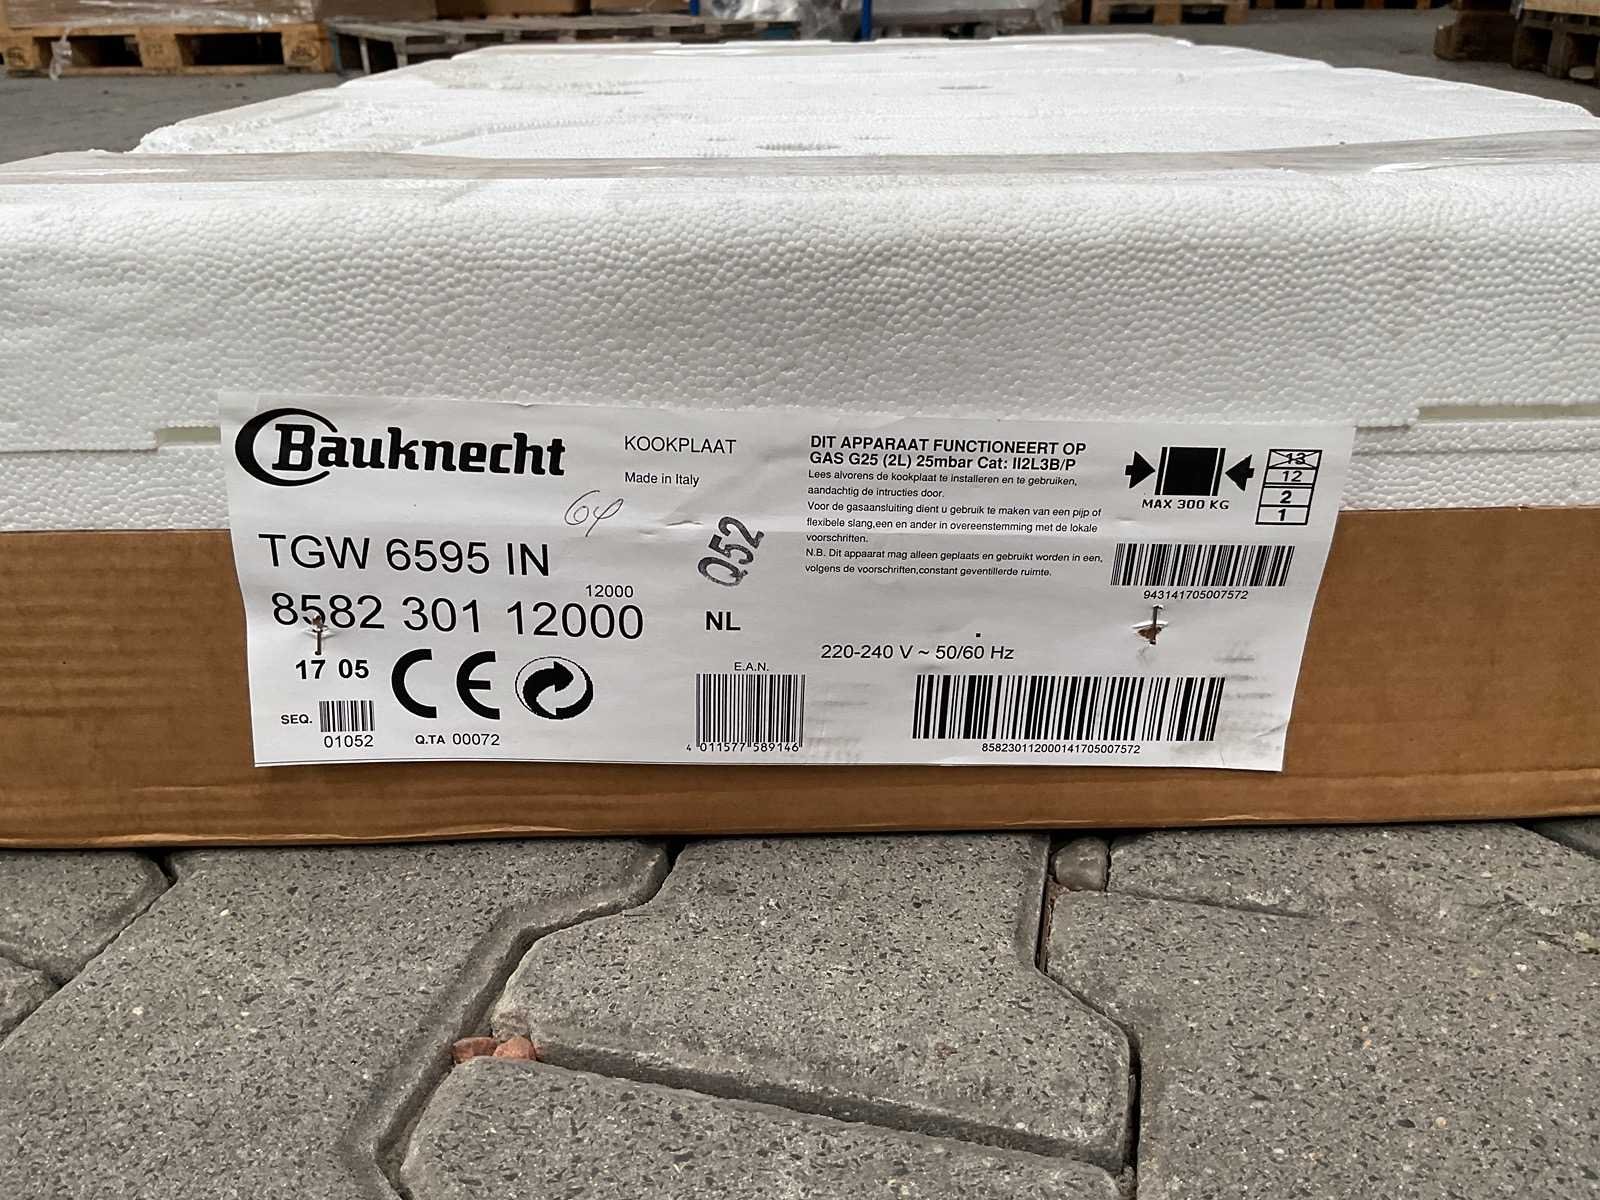 Bauknecht
KOOKPLAAT
Made in Italy
TGW 6595 IN
12000
8582 301 12000
17 05
CE
SEQ.
01052
Q.TA 00072
Q52
NL
E.A.N.
4 011577 589146
DIT APPARAAT FUNCTIONEERT OP
GAS G25 (2L) 25mbar Cat: II2L3B/P
Lees alvorens de kookplaat te installeren en te gebruiken,
aandachtig de intructies door.
Voor de gasaansluiting dient u gebruik te maken van een pijp of
flexibele slang,een en ander in overeenstemming met de lokale
voorschriften.
N.B. Dit appaarat mag alleen geplaats en gebruikt worden in een,
volgens de voorschriften,constant geventillerde ruimte.
220-240 V ~ 50/60 Hz
MAX 300 KG
13
12
2
1
943141705007572
858230112000141705007572